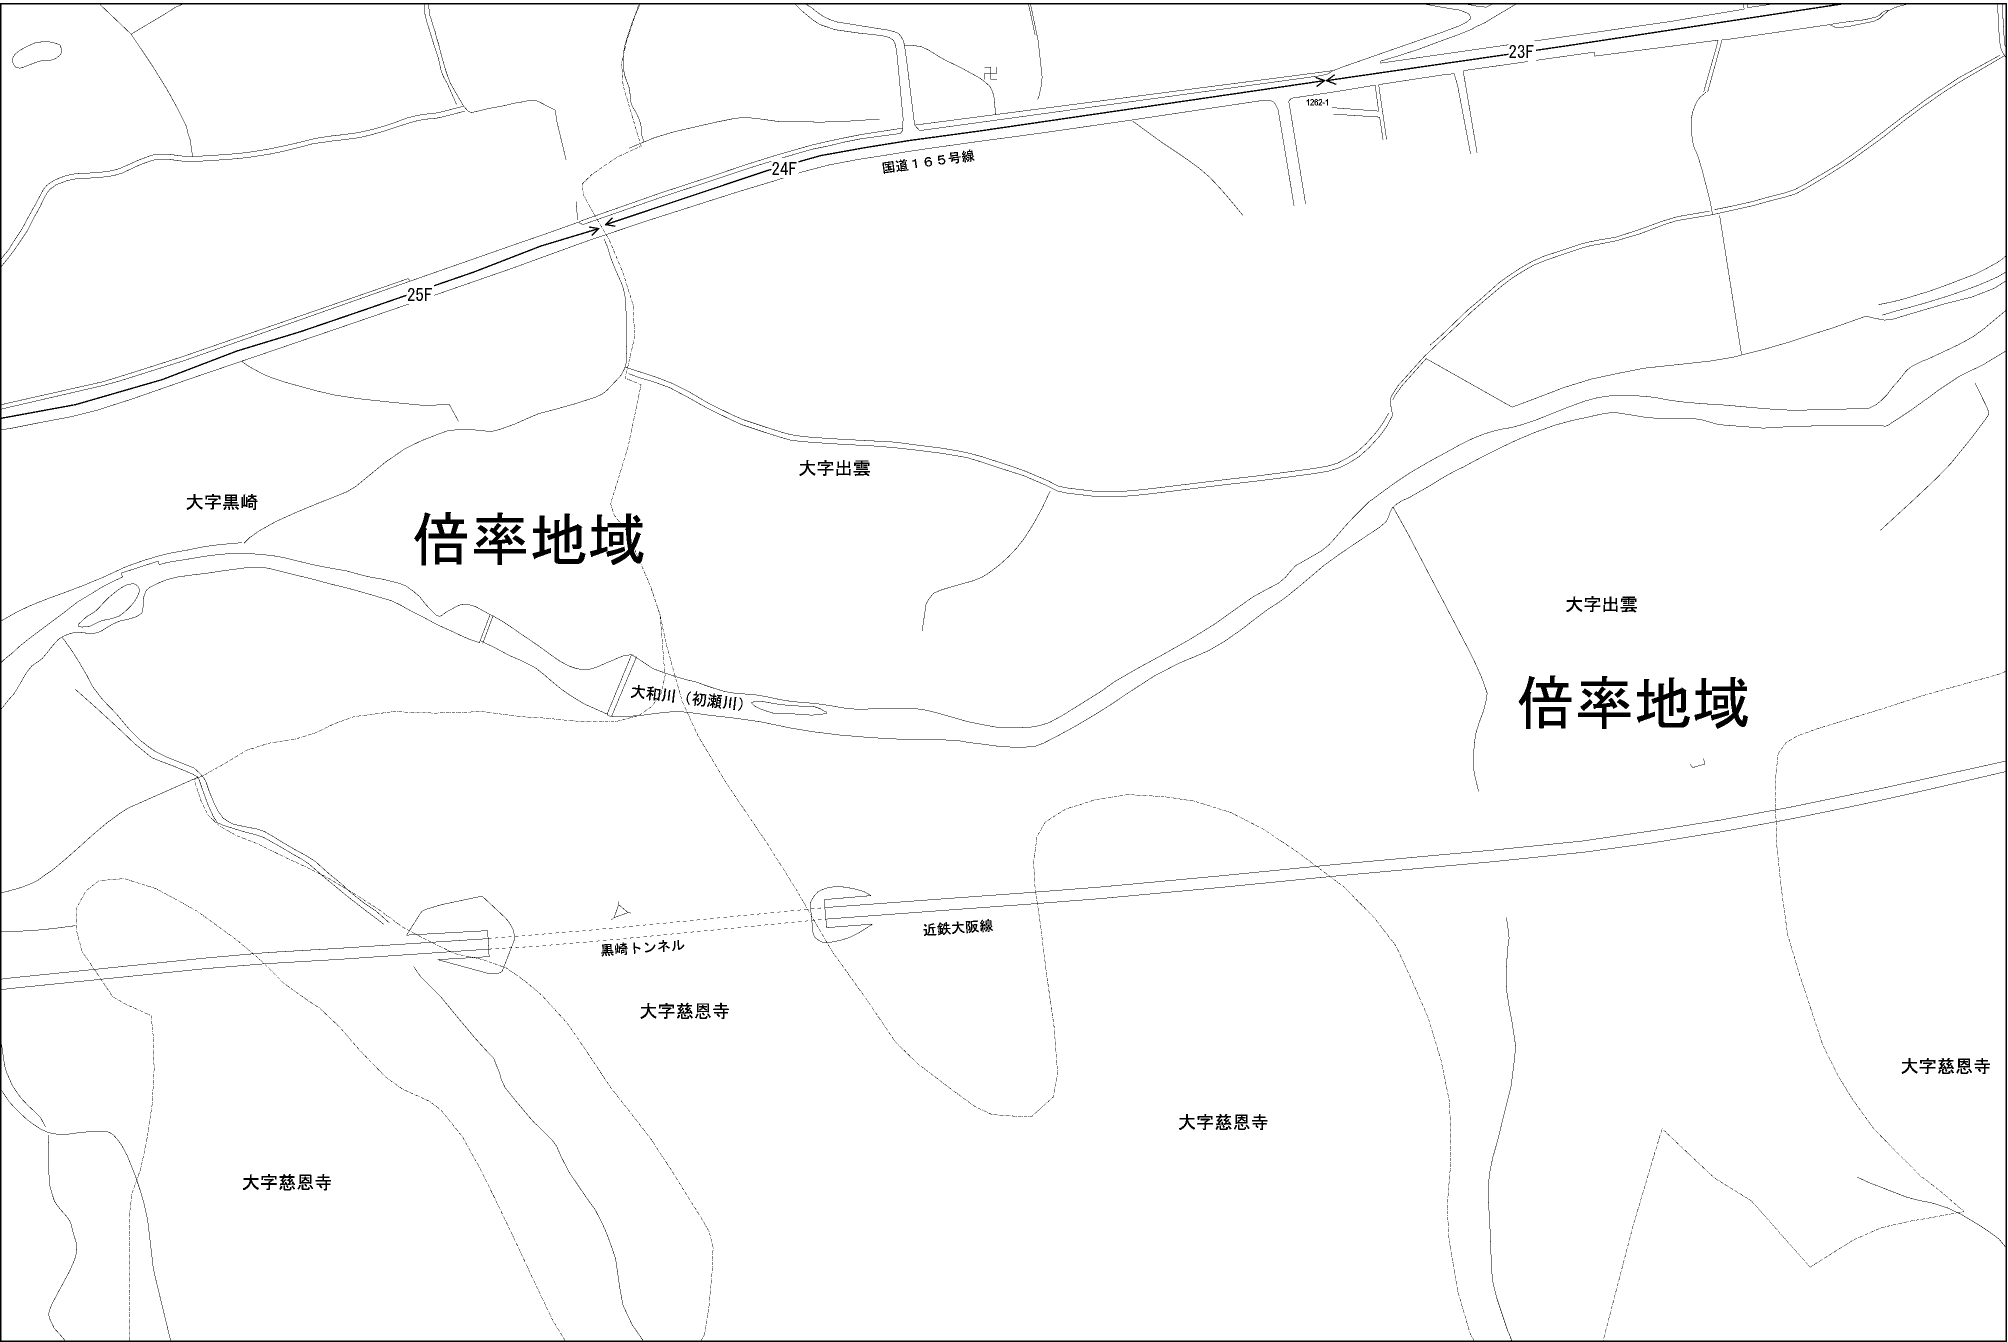 23F
1262-1
24F
国道１６５号線
25F
大字出雲
大字黒崎
倍率地域
大字出雲
大和川（初瀬川）
倍率地域
近鉄大阪線
黒崎トンネル
大字慈恩寺
大字慈恩寺
大字慈恩寺
大字慈恩寺